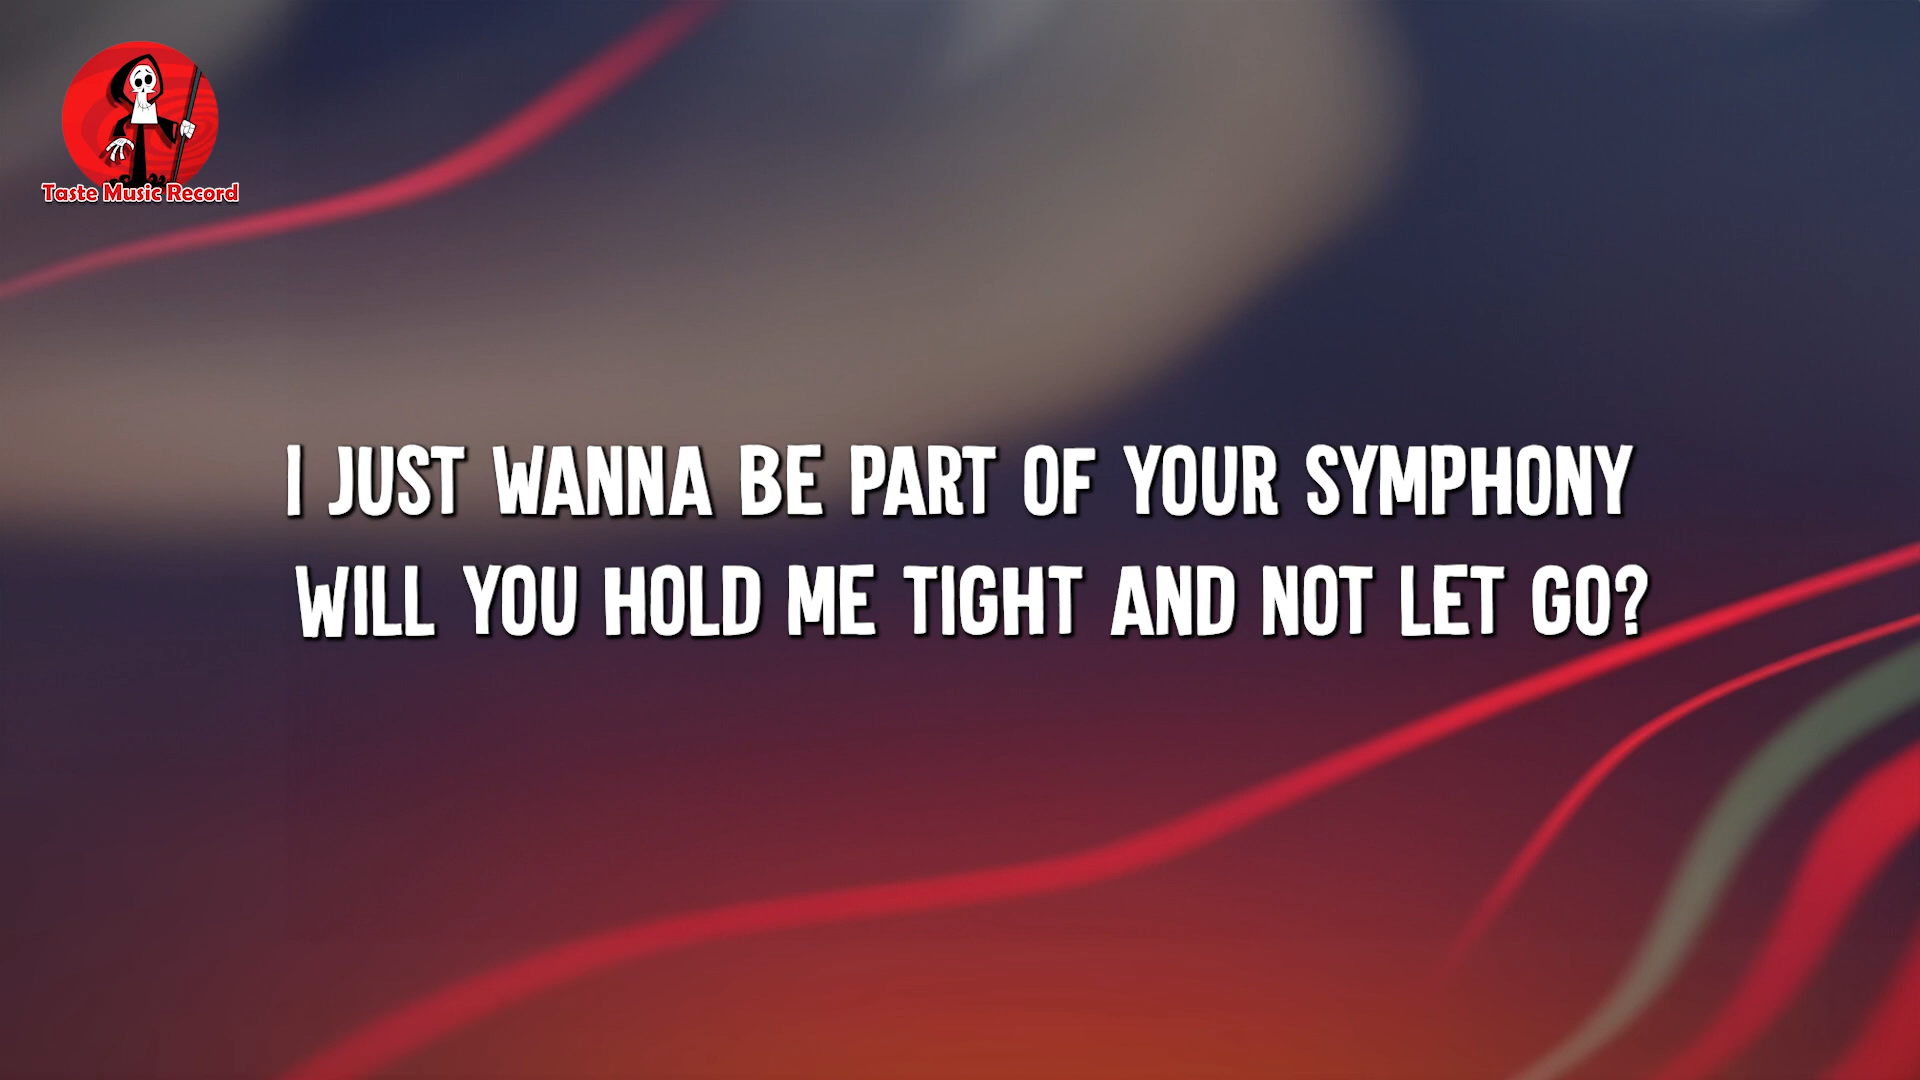 Taste Music Record
I JUST WANNA BE PART OF YOUR SYMPHONY
WILL YOU HOLD ME TIGHT AND NOT LET GO?